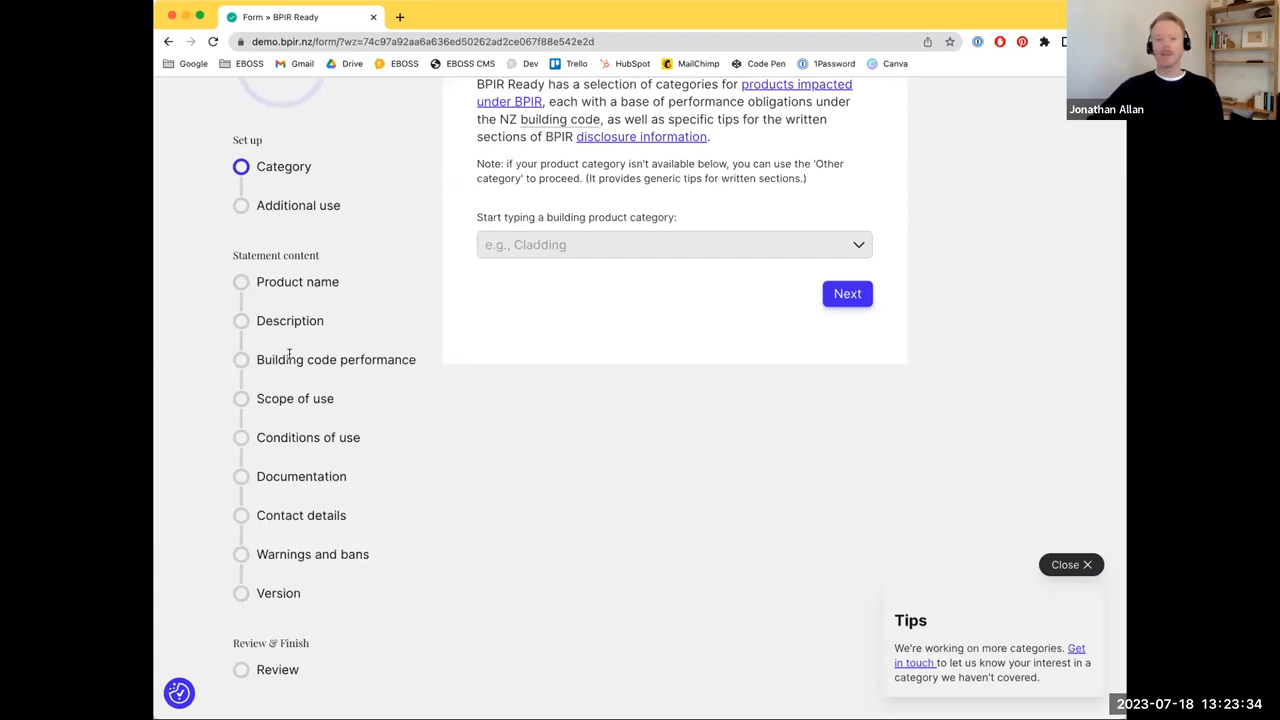 Form » BPIR Ready
demo.bpir.nz/form/?wz=74c97a92aa6a636ed50262ad2ce067f88e542e2d
Google
EBOSS
Gmail
Drive
EBOSS
EBOSS CMS
Dev
Trello
HubSpot
MailChimp
Code Pen
1Password
Canva
Jonathan Allan
BPIR Ready has a selection of categories for products impacted
under BPIR, each with a base of performance obligations under
the NZ building code, as well as specific tips for the written
sections of BPIR disclosure information.
Note: if your product category isn't available below, you can use the 'Other
category' to proceed. (It provides generic tips for written sections.)
Start typing a building product category:
e.g., Cladding
Next
Set up
Category
Additional use
Statement content
Product name
Description
Building code performance
Scope of use
Conditions of use
Documentation
Contact details
Warnings and bans
Version
Review & Finish
Review
Close
Tips
We're working on more categories. Get
in touch to let us know your interest in a
category we haven't covered.
2023-07-18 13:23:34